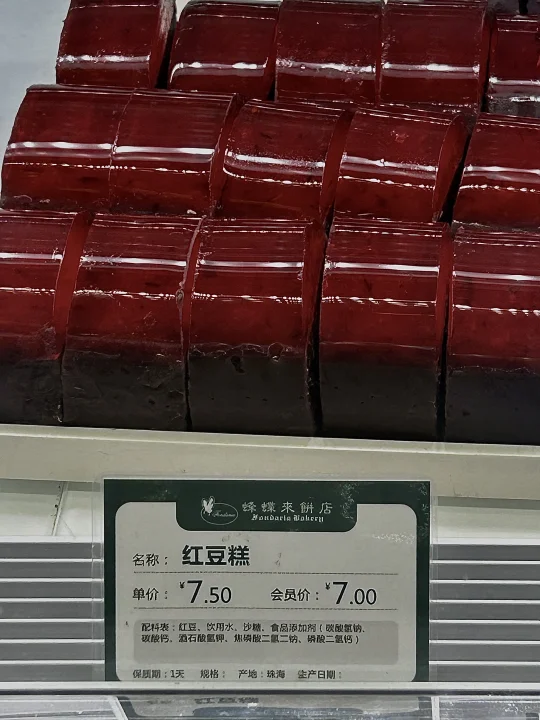 蝶蝶來餅店
Fondaria Bakery
名称： 红豆糕
单价： ¥7.50 会员价： ¥7.00
配料表：红豆、饮用水、沙糖、食品添加剂（碳酸氢钠、
碳酸钙、酒石酸氢钾、焦磷酸二氢二钠、磷酸二氢钙）
保质期：1天 规格： 产地：珠海 生产日期：